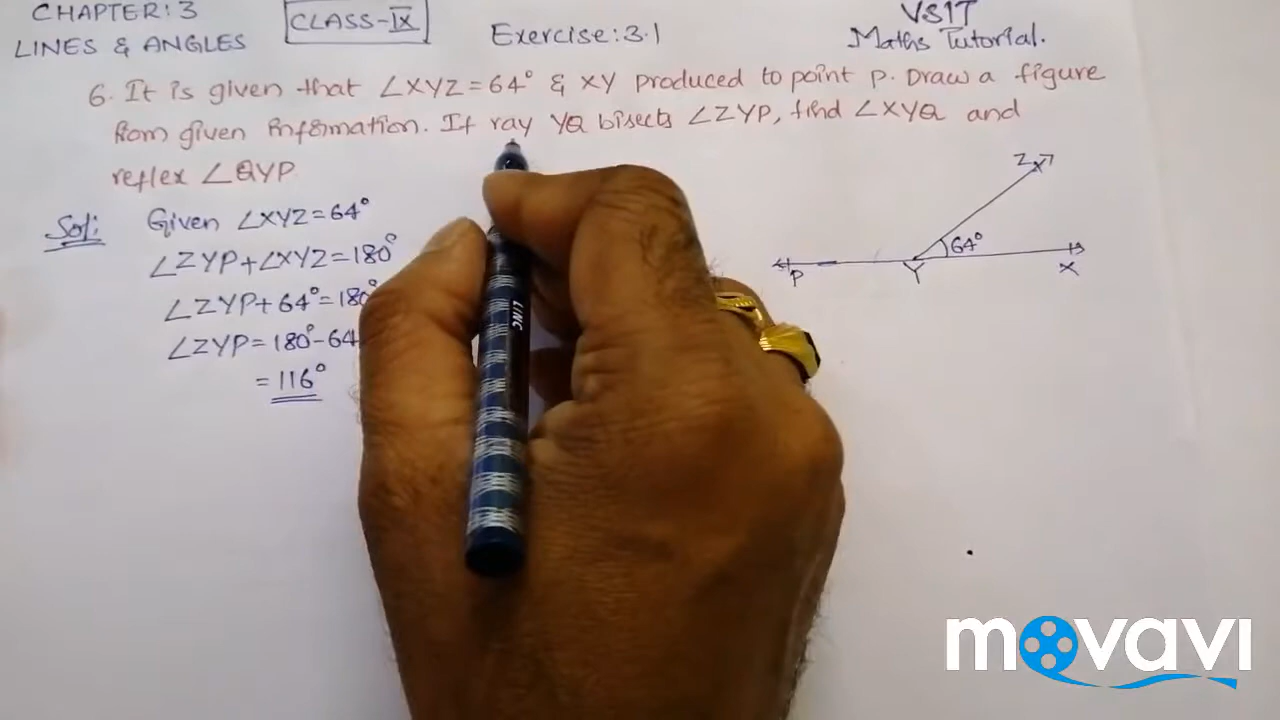 CHAPTER: 3
LINES & ANGLES
CLASS-IX
Exercise: 3.1
VSIT
Maths Tutorial.
6. It is given that ∠XYZ = 64° & XY produced to point P. Draw a figure
from given information. If ray YQ bisects ∠ZYP, find ∠XYQ and
reflex ∠QYP
Sol: Given ∠XYZ = 64°
∠ZYP + ∠XYZ = 180°
∠ZYP + 64° = 180°
∠ZYP = 180° - 64
= 116°
Z
64°
P
Y
X
LINC
movavi